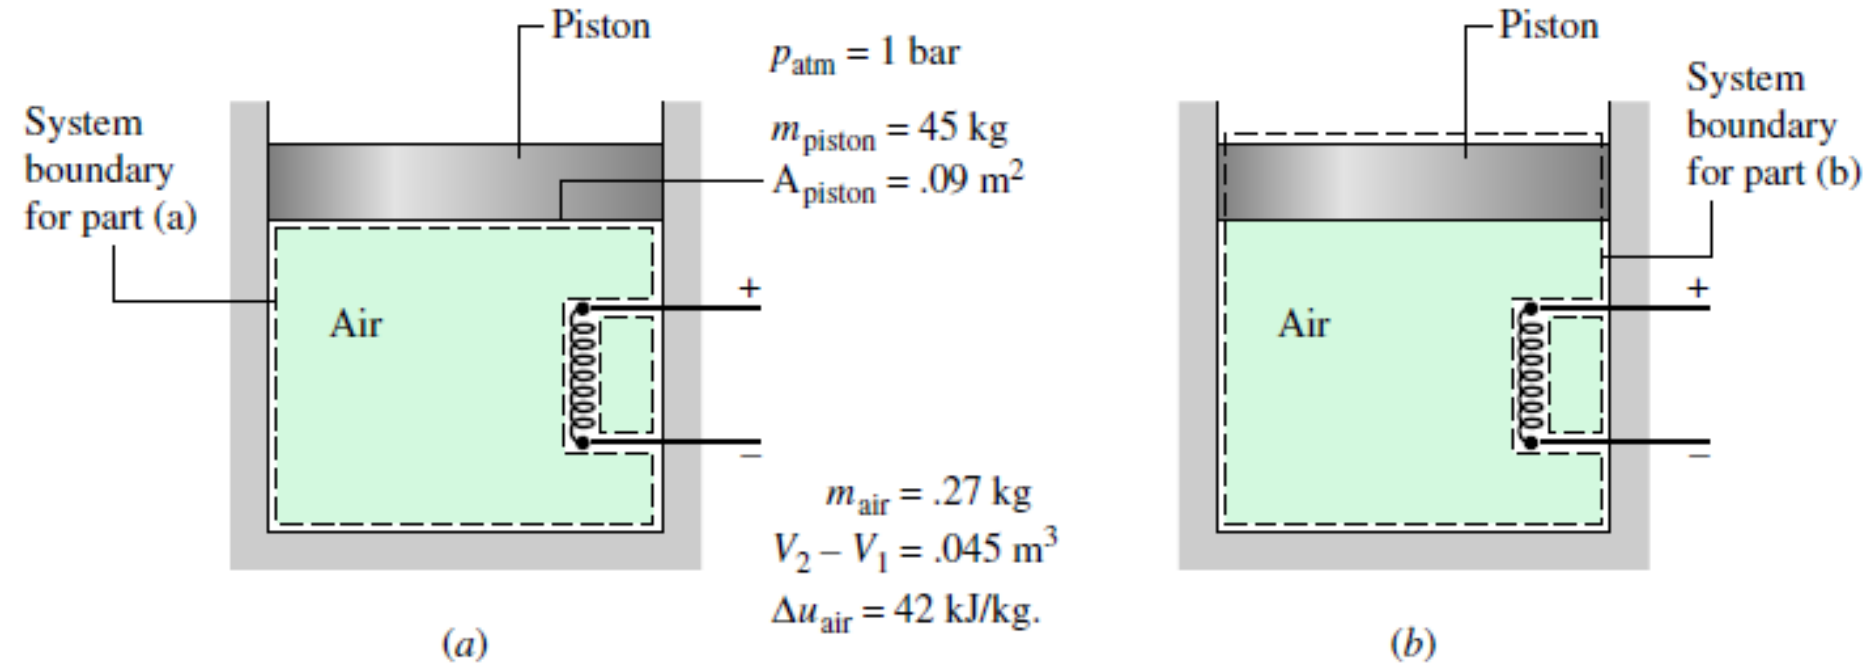 Piston
p_atm = 1 bar
System
boundary
for part (a)
m_piston = 45 kg
A_piston = .09 m²
Air
+
−
m_air = .27 kg
V₂ – V₁ = .045 m³
Δu_air = 42 kJ/kg.
(a)
Piston
System
boundary
for part (b)
Air
+
−
(b)